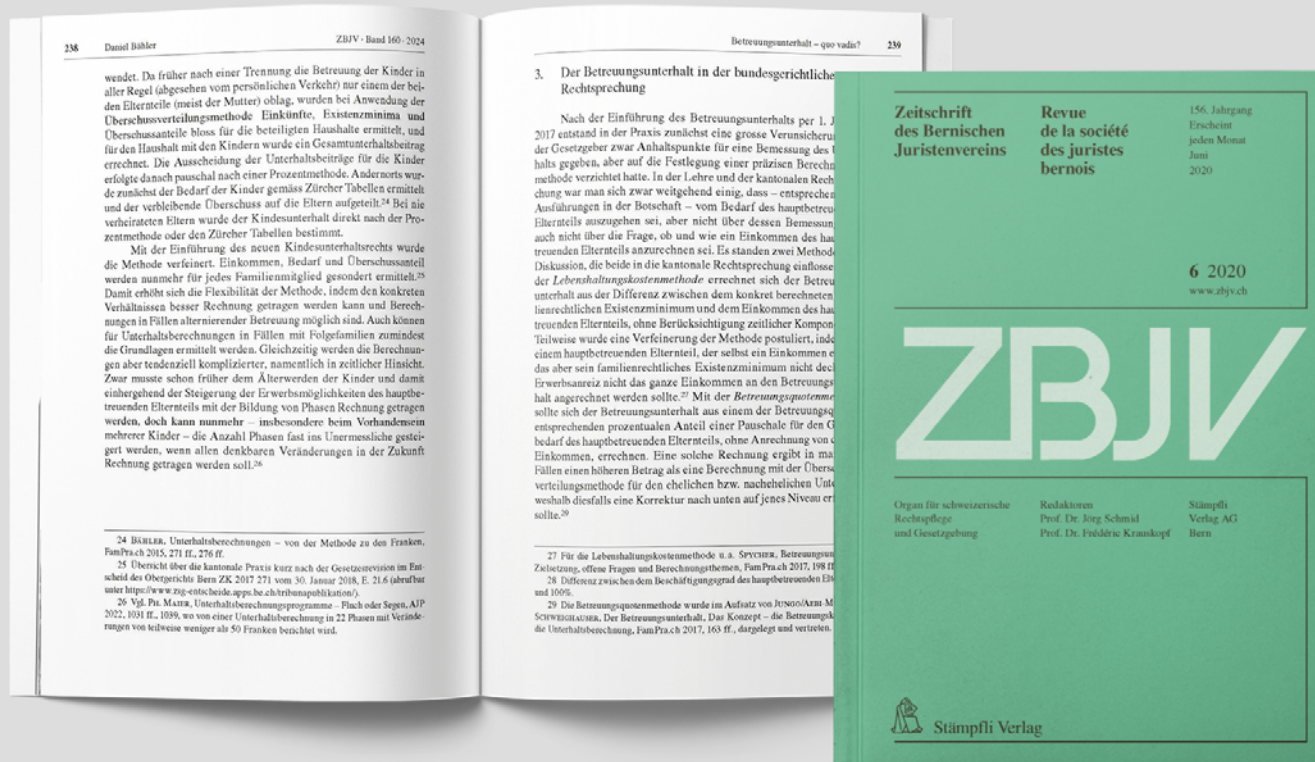 238 Daniel Bähler ZBJV · Band 160 · 2024
wendet. Da früher nach einer Trennung die Betreuung der Kinder in
aller Regel (abgesehen vom persönlichen Verkehr) nur einem der bei-
den Elternteile (meist der Mutter) oblag, wurden bei Anwendung der
Überschussverteilungsmethode Einkünfte, Existenzminima und
Überschussanteile bloss für die beteiligten Haushalte ermittelt, und
für den Haushalt mit den Kindern wurde ein Gesamtunterhaltsbeitrag
errechnet. Die Ausscheidung der Unterhaltsbeiträge für die Kinder
erfolgte danach pauschal nach einer Prozentmethode. Andernorts wur-
de zunächst der Bedarf der Kinder gemäss Zürcher Tabellen ermittelt
und der verbleibende Überschuss auf die Eltern aufgeteilt.²⁴ Bei nie
verheirateten Eltern wurde der Kindesunterhalt direkt nach der Pro-
zentmethode oder den Zürcher Tabellen bestimmt.
Mit der Einführung des neuen Kindesunterhaltsrechts wurde
die Methode verfeinert. Einkommen, Bedarf und Überschussanteil
werden nunmehr für jedes Familienmitglied gesondert ermittelt.²⁵
Damit erhöht sich die Flexibilität der Methode, indem den konkreten
Verhältnissen besser Rechnung getragen werden kann und Berech-
nungen in Fällen alternierender Betreuung möglich sind. Auch können
für Unterhaltsberechnungen in Fällen mit Folgefamilien zumindest
die Grundlagen ermittelt werden. Gleichzeitig werden die Berechnun-
gen aber tendenziell komplizierter, namentlich in zeitlicher Hinsicht.
Zwar musste schon früher dem Älterwerden der Kinder und damit
einhergehend der Steigerung der Erwerbsmöglichkeiten des hauptbe-
treuenden Elternteils mit der Bildung von Phasen Rechnung getragen
werden, doch kann nunmehr – insbesondere beim Vorhandensein
mehrerer Kinder – die Anzahl Phasen fast ins Unermessliche gestei-
gert werden, wenn allen denkbaren Veränderungen in der Zukunft
Rechnung getragen werden soll.²⁶
24 BÄHLER, Unterhaltsberechnungen – von der Methode zu den Franken,
FamPra.ch 2015, 271 ff., 276 ff.
25 Übersicht über die kantonale Praxis kurz nach der Gesetzesrevision im Ent-
scheid des Obergerichts Bern ZK 2017 271 vom 30. Januar 2018, E. 21.6 (abrufbar
unter https://www.zsg-entscheide.apps.be.ch/tribunapublikation/).
26 Vgl. PH. MAIER, Unterhaltsberechnungsprogramme – Fluch oder Segen, AJP
2022, 1031 ff., 1039, wo von einer Unterhaltsberechnung in 22 Phasen mit Verände-
rungen von teilweise weniger als 50 Franken berichtet wird.
Betreuungsunterhalt – quo vadis? 239
3. Der Betreuungsunterhalt in der bundesgerichtliche
Rechtsprechung
Nach der Einführung des Betreuungsunterhalts per 1. J
2017 entstand in der Praxis zunächst eine grosse Verunsicheru
der Gesetzgeber zwar Anhaltspunkte für eine Bemessung des U
halts gegeben, aber auf die Festlegung einer präzisen Berechn
methode verzichtet hatte. In der Lehre und der kantonalen Rech
chung war man sich zwar weitgehend einig, dass – entsprechen
Ausführungen in der Botschaft – vom Bedarf des hauptbetreu
Elternteils auszugehen sei, aber nicht über dessen Bemessun
auch nicht über die Frage, ob und wie ein Einkommen des hau
treuenden Elternteils anzurechnen sei. Es standen zwei Method
Diskussion, die beide in die kantonale Rechtsprechung einflosse
der Lebenshaltungskostenmethode errechnet sich der Betreu
unterhalt aus der Differenz zwischen dem konkret berechneten
lienrechtlichen Existenzminimum und dem Einkommen des hau
treuenden Elternteils, ohne Berücksichtigung zeitlicher Kompon
Teilweise wurde eine Verfeinerung der Methode postuliert, inde
einem hauptbetreuenden Elternteil, der selbst ein Einkommen e
das aber sein familienrechtliches Existenzminimum nicht deck
Erwerbsanreiz nicht das ganze Einkommen an den Betreuungs
halt angerechnet werden sollte.²⁷ Mit der Betreuungsquotenme
sollte sich der Betreuungsunterhalt aus einem der Betreuungsq
entsprechenden prozentualen Anteil einer Pauschale für den G
bedarf des hauptbetreuenden Elternteils, ohne Anrechnung von
Einkommen, errechnen. Eine solche Rechnung ergibt in ma
Fällen einen höheren Betrag als eine Berechnung mit der Übers
verteilungsmethode für den ehelichen bzw. nachehelichen Unte
weshalb diesfalls eine Korrektur nach unten auf jenes Niveau er
sollte.²⁹
27 Für die Lebenshaltungskostenmethode u.a. SPYCHER, Betreuungsun
Zielsetzung, offene Fragen und Berechnungsthemen, FamPra.ch 2017, 198 ff
28 Differenz zwischen dem Beschäftigungsgrad des hauptbetreuenden Elt
und 100%.
29 Die Betreuungsquotenmethode wurde im Aufsatz von JUNGO/AEBI-M
SCHWEIGHAUSER, Der Betreuungsunterhalt, Das Konzept – die Betreuungsk
die Unterhaltsberechnung, FamPra.ch 2017, 163 ff., dargelegt und vertreten.
Zeitschrift
des Bernischen
Juristenvereins
Revue
de la société
des juristes
bernois
156. Jahrgang
Erscheint
jeden Monat
Juni
2020
6 2020
www.zbjv.ch
ZBJV
Organ für schweizerische
Rechtspflege
und Gesetzgebung
Redaktoren
Prof. Dr. Jörg Schmid
Prof. Dr. Frédéric Krauskopf
Stämpfli
Verlag AG
Bern
Stämpfli Verlag